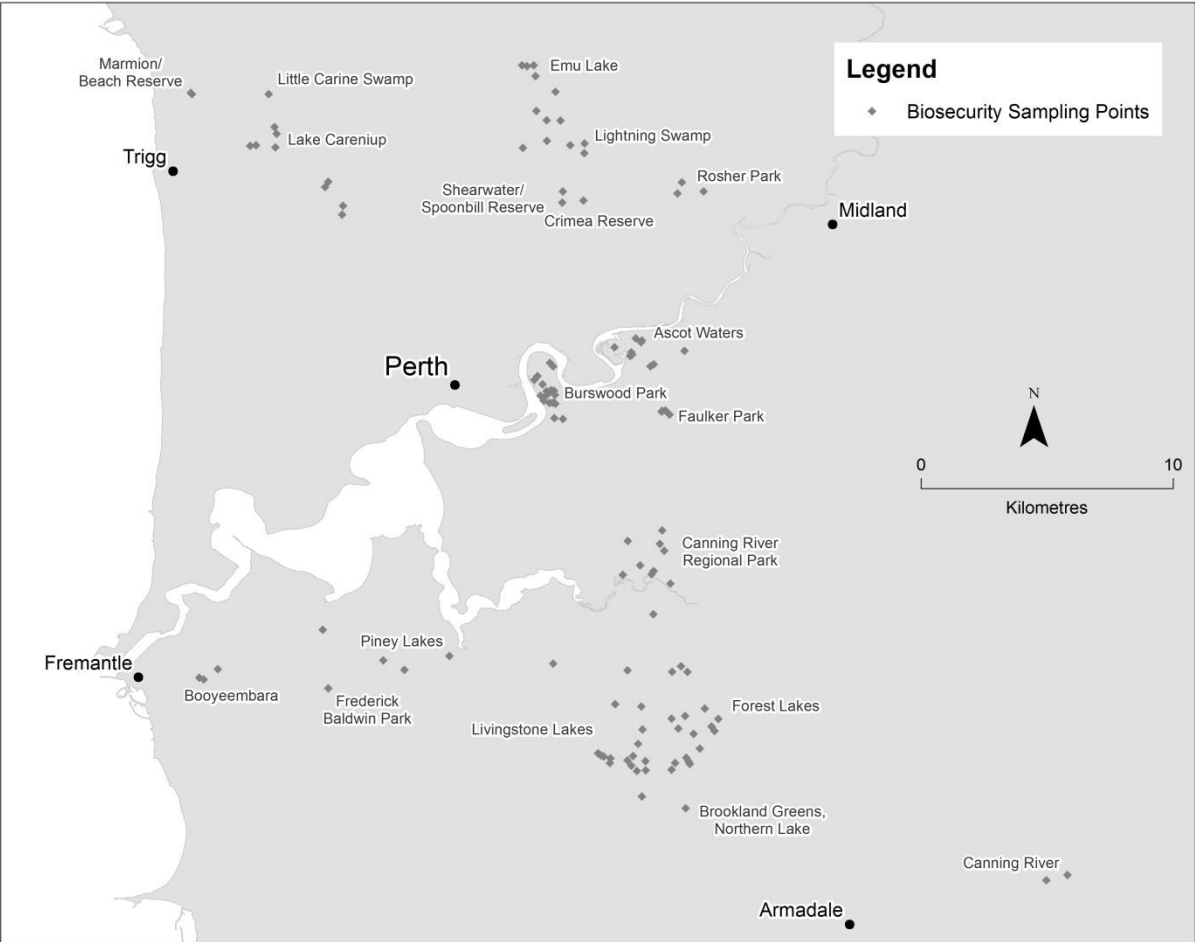 Marmion/
Beach Reserve
Little Carine Swamp
Emu Lake
Legend
Biosecurity Sampling Points
Lake Careniup
Lightning Swamp
Trigg
Rosher Park
Shearwater/
Spoonbill Reserve
Crimea Reserve
Midland
Ascot Waters
Perth
Burswood Park
Faulker Park
N
0
10
Kilometres
Canning River
Regional Park
Piney Lakes
Fremantle
Booyeembara
Frederick
Baldwin Park
Forest Lakes
Livingstone Lakes
Brookland Greens,
Northern Lake
Canning River
Armadale